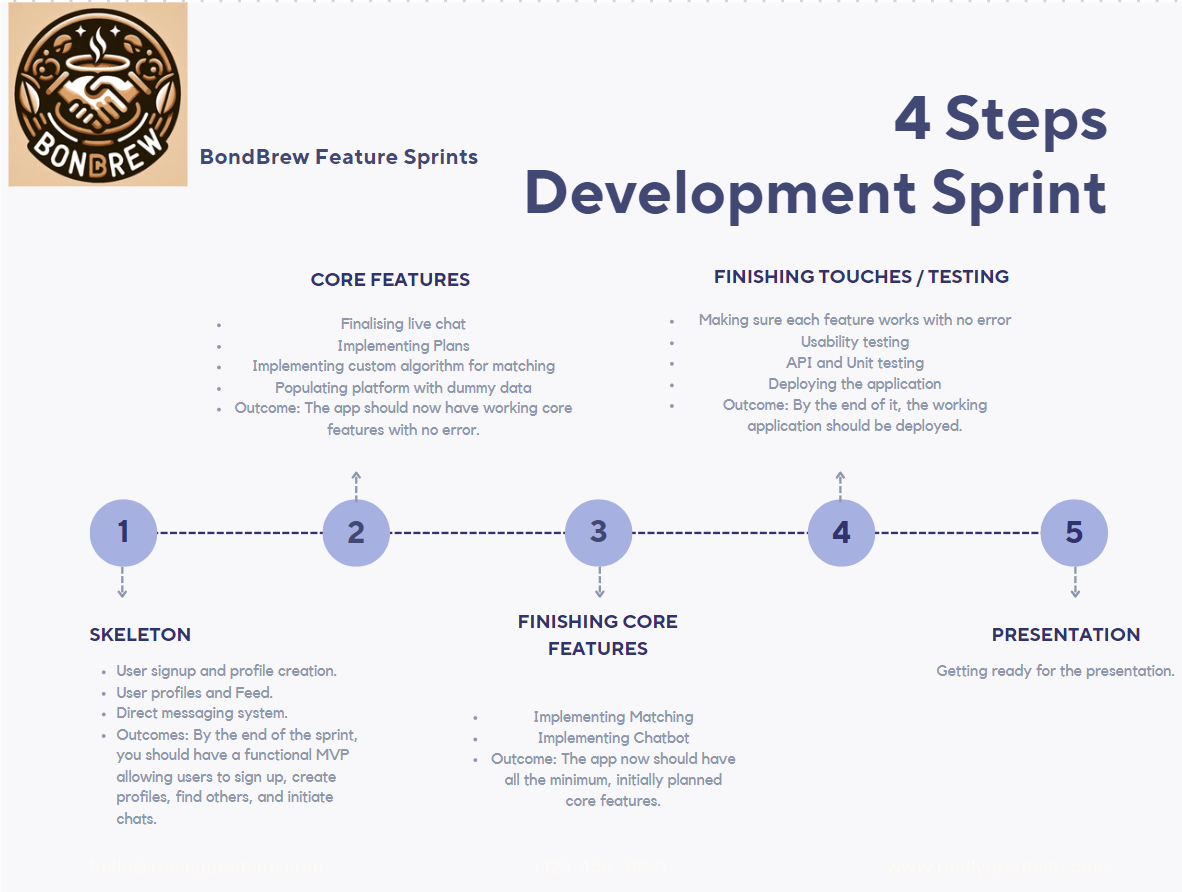 BONDBREW
BondBrew Feature Sprints
4 Steps
Development Sprint
CORE FEATURES
• Finalising live chat
• Implementing Plans
• Implementing custom algorithm for matching
• Populating platform with dummy data
• Outcome: The app should now have working core
features with no error.
FINISHING TOUCHES / TESTING
• Making sure each feature works with no error
• Usability testing
• API and Unit testing
• Deploying the application
• Outcome: By the end of it, the working
application should be deployed.
1
2
3
4
5
SKELETON
• User signup and profile creation.
• User profiles and Feed.
• Direct messaging system.
• Outcomes: By the end of the sprint,
you should have a functional MVP
allowing users to sign up, create
profiles, find others, and initiate
chats.
FINISHING CORE
FEATURES
• Implementing Matching
• Implementing Chatbot
• Outcome: The app now should have
all the minimum, initially planned
core features.
PRESENTATION
Getting ready for the presentation.